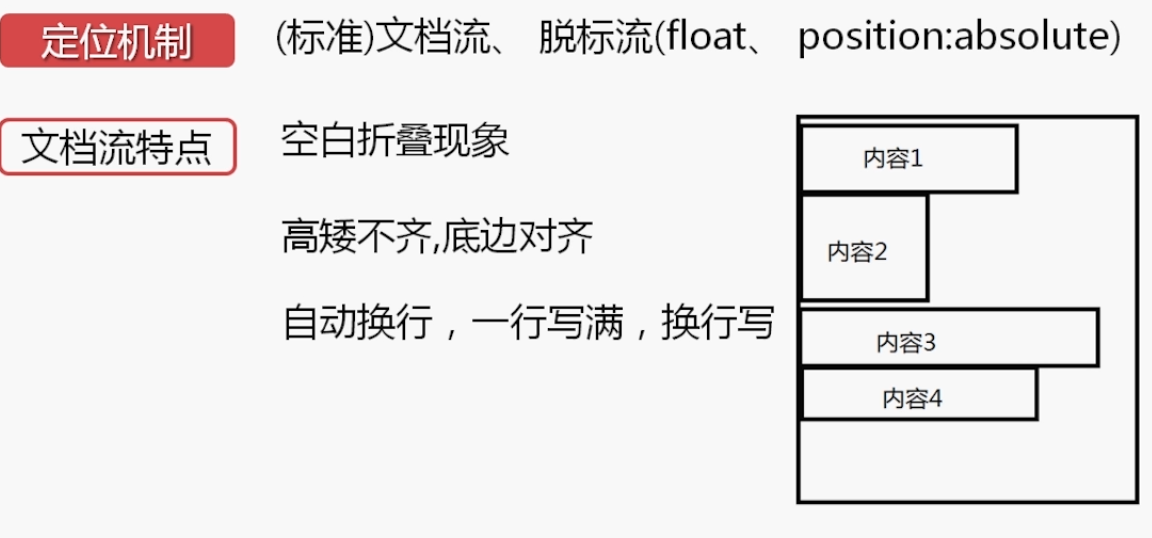 定位机制 (标准)文档流、 脱标流(float、 position:absolute)
文档流特点 空白折叠现象
高矮不齐,底边对齐
自动换行，一行写满，换行写
内容1
内容2
内容3
内容4